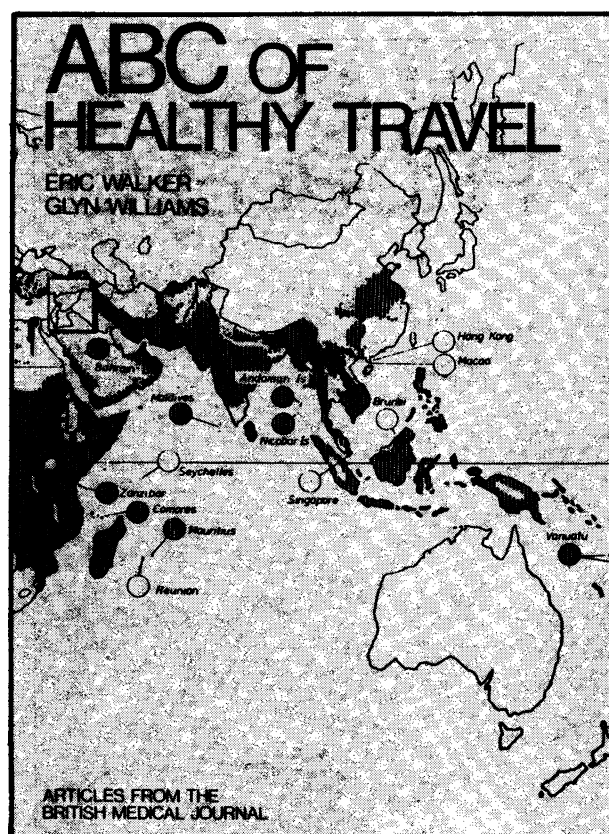 ABC OF
HEALTHY TRAVEL
ERIC WALKER
GLYN WILLIAMS
Hong Kong
Macao
Bahrain
Andaman Is
Maldives
Brunei
Nicobar Is
Seychelles
Singapore
Zanzibar
Comores
Mauritius
Vanuatu
Reunion
ARTICLES FROM THE
BRITISH MEDICAL JOURNAL